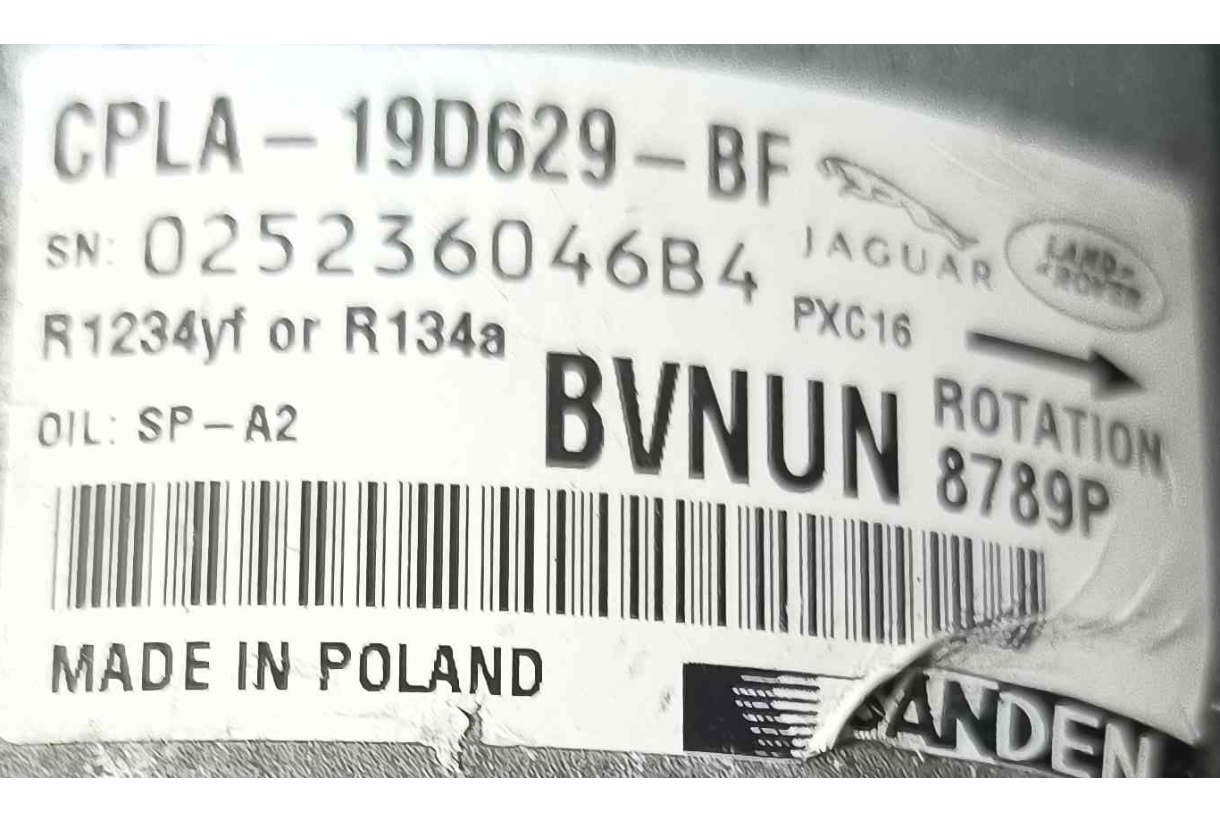 CPLA-19D629-BF
JAGUAR
LAND-
ROVER
SN: 025236046B4
PXC16
R1234yf or R134a
BVNUN
ROTATION
OIL: SP-A2
8789P
MADE IN POLAND
SANDEN